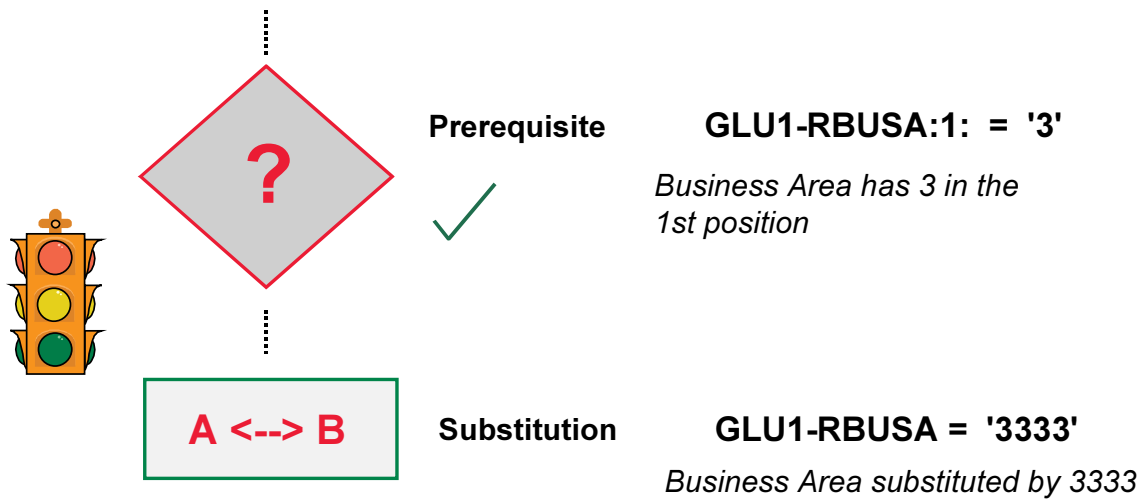 ?
Prerequisite
GLU1-RBUSA:1: = '3'
Business Area has 3 in the
1st position
A <--> B
Substitution
GLU1-RBUSA = '3333'
Business Area substituted by 3333